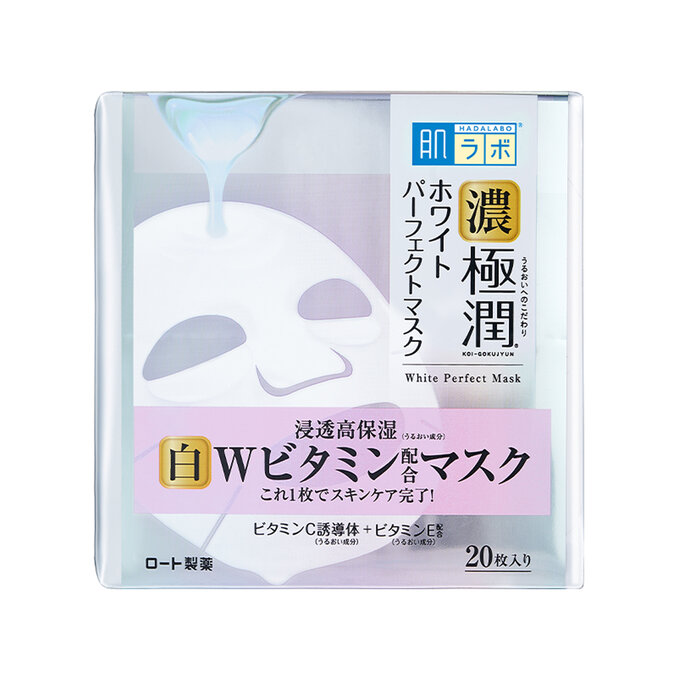 HADALABO®
肌ラボ
濃
極潤®
うるおいへのこだわり
KOI-GOKUJYUN
ホワイト
パーフェクトマスク
White Perfect Mask
浸透高保湿(うるおい成分)
白 Wビタミン配合マスク
これ1枚でスキンケア完了!
ビタミンC誘導体+ビタミンE配合
(うるおい成分) (うるおい成分)
ロート製薬
20枚入り